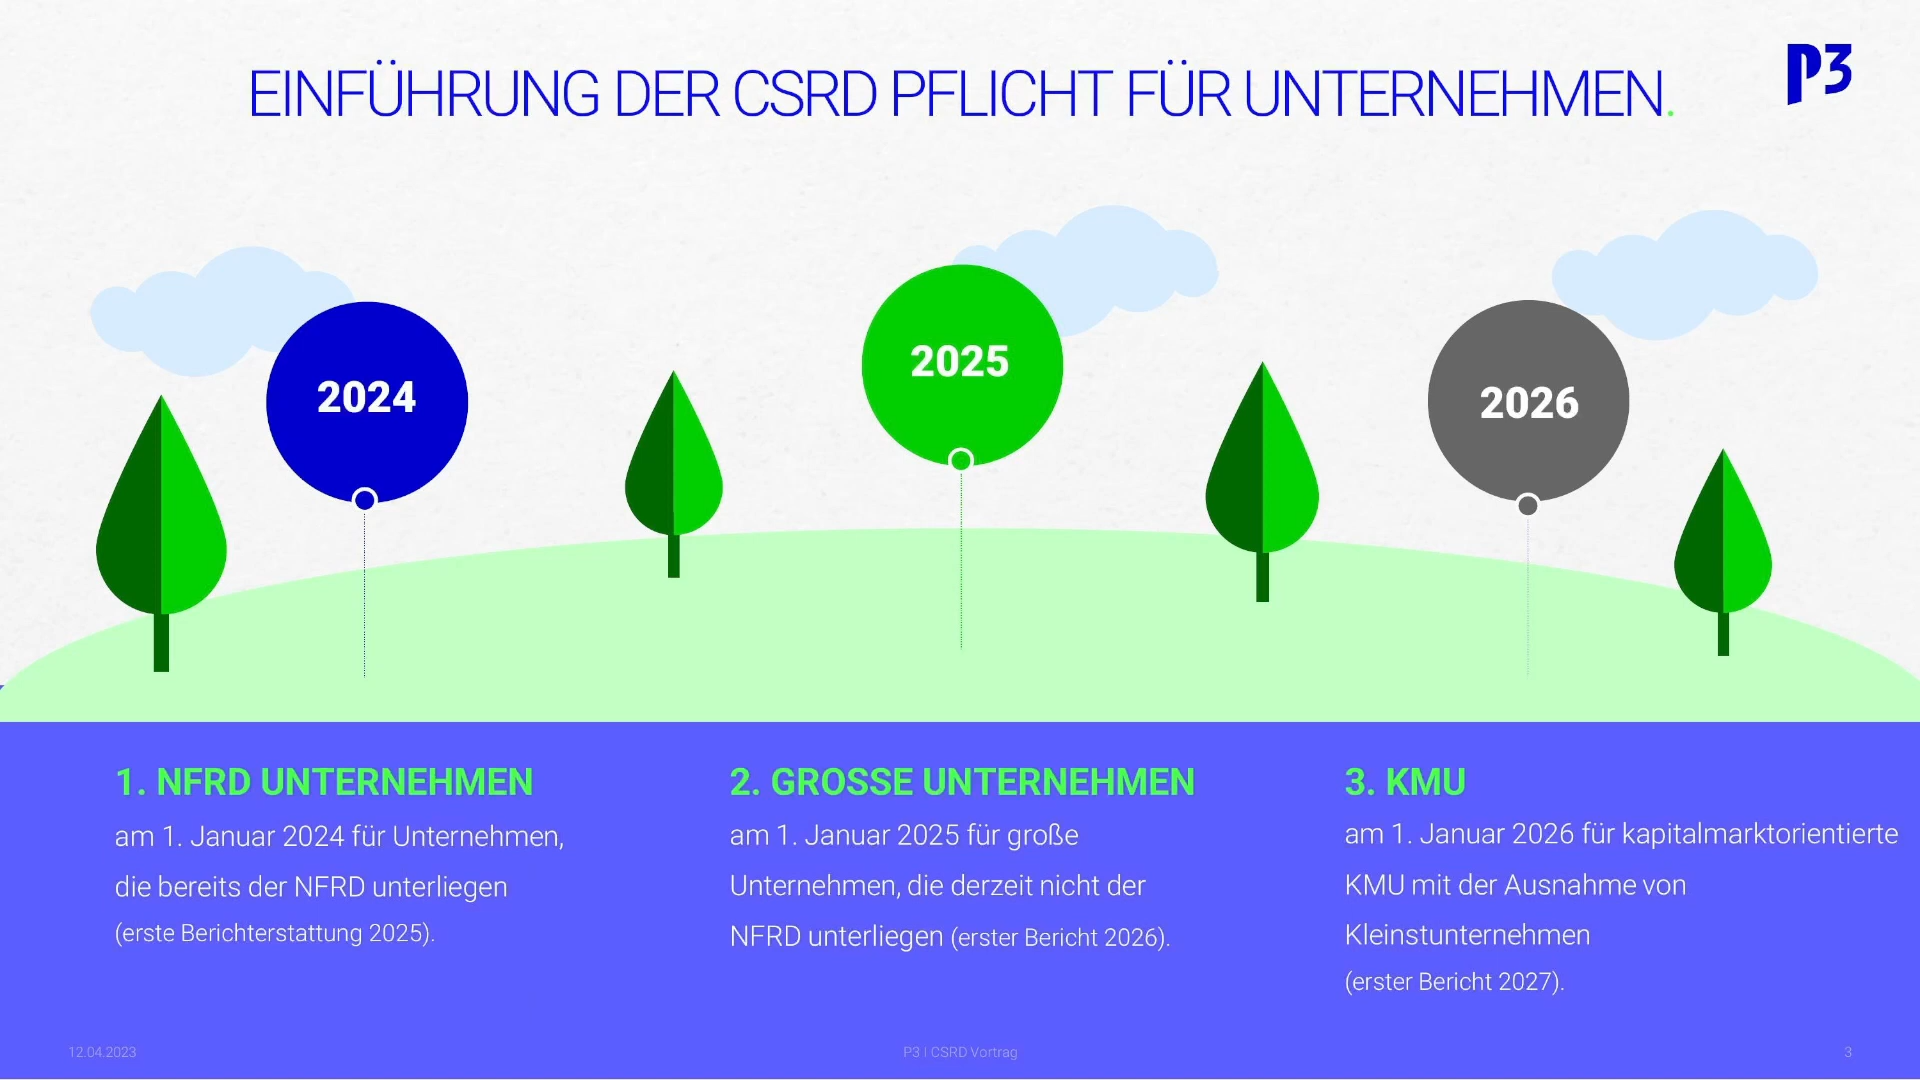 EINFÜHRUNG DER CSRD PFLICHT FÜR UNTERNEHMEN.
P3
2024
2025
2026
1. NFRD UNTERNEHMEN
am 1. Januar 2024 für Unternehmen,
die bereits der NFRD unterliegen
(erste Berichterstattung 2025).
2. GROSSE UNTERNEHMEN
am 1. Januar 2025 für große
Unternehmen, die derzeit nicht der
NFRD unterliegen (erster Bericht 2026).
3. KMU
am 1. Januar 2026 für kapitalmarktorientierte
KMU mit der Ausnahme von
Kleinstunternehmen
(erster Bericht 2027).
12.04.2023
P3 I CSRD Vortrag
3